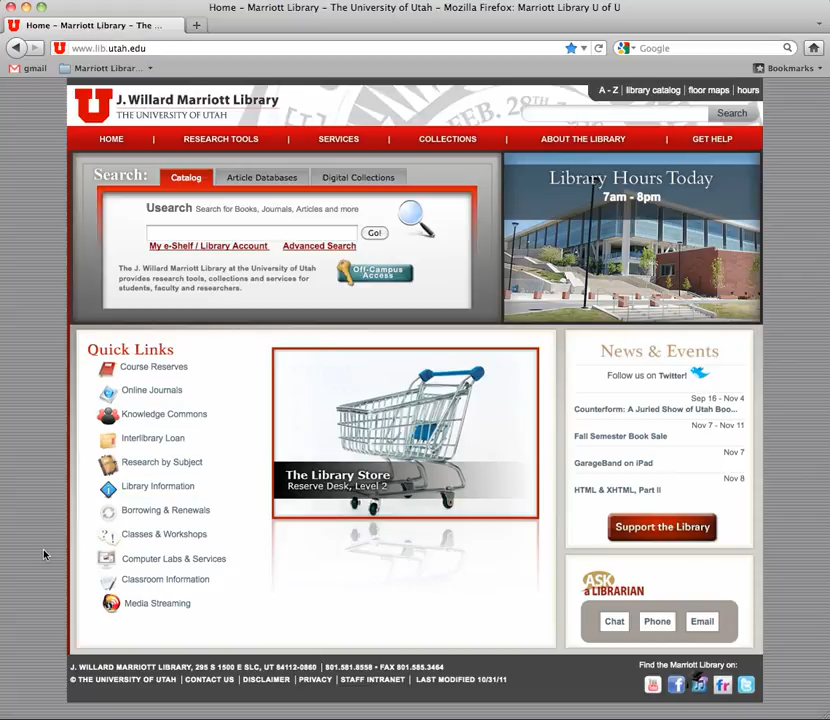 Home – Marriott Library – The University of Utah – Mozilla Firefox: Marriott Library U of U
U Home – Marriott Library – The ...
U www.lib.utah.edu
Google
gmail
Marriott Librar...
Bookmarks
A - Z | library catalog | floor maps | hours
U J. Willard Marriott Library
THE UNIVERSITY OF UTAH
FEB. 28TH
Search
HOME | RESEARCH TOOLS | SERVICES | COLLECTIONS | ABOUT THE LIBRARY | GET HELP
Search: Catalog Article Databases Digital Collections
Usearch Search for Books, Journals, Articles and more
Go!
My e-Shelf / Library Account Advanced Search
The J. Willard Marriott Library at the University of Utah
provides research tools, collections and services for
students, faculty and researchers.
Off-Campus
Access
Library Hours Today
7am - 8pm
Quick Links
Course Reserves
Online Journals
Knowledge Commons
Interlibrary Loan
Research by Subject
Library Information
Borrowing & Renewals
Classes & Workshops
Computer Labs & Services
Classroom Information
Media Streaming
The Library Store
Reserve Desk, Level 2
News & Events
Follow us on Twitter!
Sep 16 - Nov 4
Counterform: A Juried Show of Utah Boo...
Nov 7 - Nov 11
Fall Semester Book Sale
Nov 7
GarageBand on iPad
Nov 8
HTML & XHTML, Part II
Support the Library
ASK
a LIBRARIAN
Chat Phone Email
J. WILLARD MARRIOTT LIBRARY, 295 S 1500 E SLC, UT 84112-0860 | 801.581.8558 • FAX 801.585.3464
© THE UNIVERSITY OF UTAH | CONTACT US | DISCLAIMER | PRIVACY | STAFF INTRANET | LAST MODIFIED 10/31/11
Find the Marriott Library on: